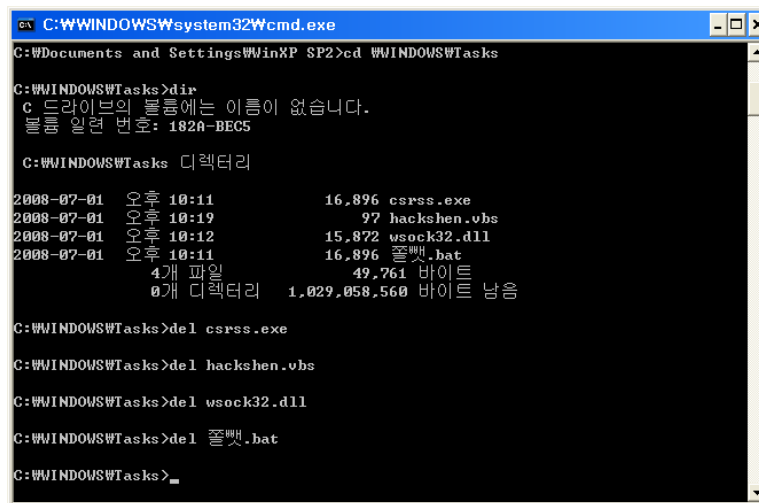 C:₩WINDOWS₩system32₩cmd.exe
C:₩Documents and Settings₩WinXP SP2>cd ₩WINDOWS₩Tasks
C:₩WINDOWS₩Tasks>dir
C 드라이브의 볼륨에는 이름이 없습니다.
볼륨 일련 번호: 182A-BEC5
C:₩WINDOWS₩Tasks 디렉터리
2008-07-01 오후 10:11 16,896 csrss.exe
2008-07-01 오후 10:19 97 hackshen.vbs
2008-07-01 오후 10:12 15,872 wsock32.dll
2008-07-01 오후 10:11 16,896 쫄뺏.bat
4개 파일 49,761 바이트
0개 디렉터리 1,029,058,560 바이트 남음
C:₩WINDOWS₩Tasks>del csrss.exe
C:₩WINDOWS₩Tasks>del hackshen.vbs
C:₩WINDOWS₩Tasks>del wsock32.dll
C:₩WINDOWS₩Tasks>del 쫄뺏.bat
C:₩WINDOWS₩Tasks>_